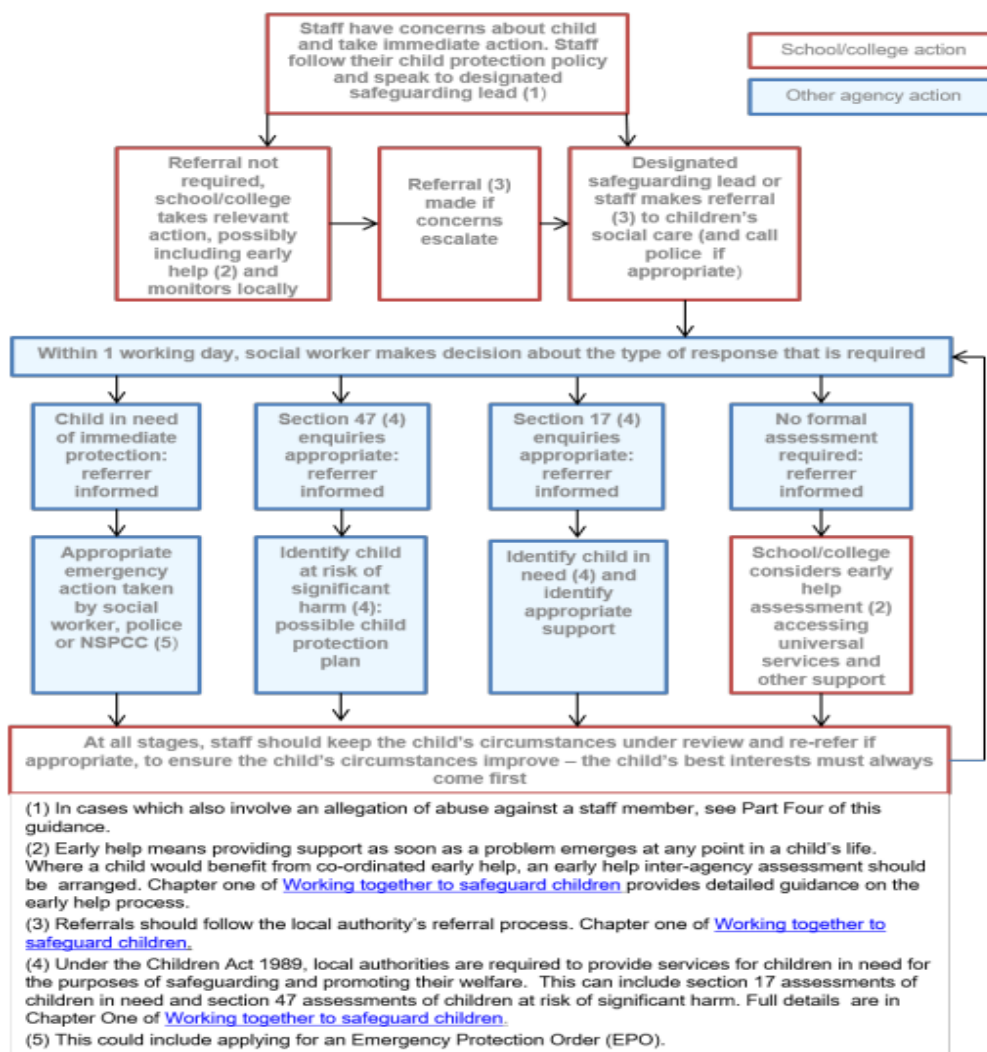 Staff have concerns about child
and take immediate action. Staff
follow their child protection policy
and speak to designated
safeguarding lead (1)
School/college action
Other agency action
Referral not
required,
school/college
takes relevant
action, possibly
including early
help (2) and
monitors locally
Referral (3)
made if
concerns
escalate
Designated
safeguarding lead or
staff makes referral
(3) to children's
social care (and call
police if
appropriate)
Within 1 working day, social worker makes decision about the type of response that is required
Child in need
of immediate
protection:
referrer
informed
Section 47 (4)
enquiries
appropriate:
referrer
informed
Section 17 (4)
enquiries
appropriate:
referrer
informed
No formal
assessment
required:
referrer
informed
Appropriate
emergency
action taken
by social
worker, police
or NSPCC (5)
Identify child
at risk of
significant
harm (4):
possible child
protection
plan
Identify child in
need (4) and
identify
appropriate
support
School/college
considers early
help
assessment (2)
accessing
universal
services and
other support
At all stages, staff should keep the child's circumstances under review and re-refer if
appropriate, to ensure the child's circumstances improve – the child's best interests must always
come first
(1) In cases which also involve an allegation of abuse against a staff member, see Part Four of this
guidance.
(2) Early help means providing support as soon as a problem emerges at any point in a child's life.
Where a child would benefit from co-ordinated early help, an early help inter-agency assessment should
be arranged. Chapter one of Working together to safeguard children provides detailed guidance on the
early help process.
(3) Referrals should follow the local authority's referral process. Chapter one of Working together to
safeguard children.
(4) Under the Children Act 1989, local authorities are required to provide services for children in need for
the purposes of safeguarding and promoting their welfare. This can include section 17 assessments
of children in need and section 47 assessments of children at risk of significant harm. Full details are in
Chapter One of Working together to safeguard children.
(5) This could include applying for an Emergency Protection Order (EPO).